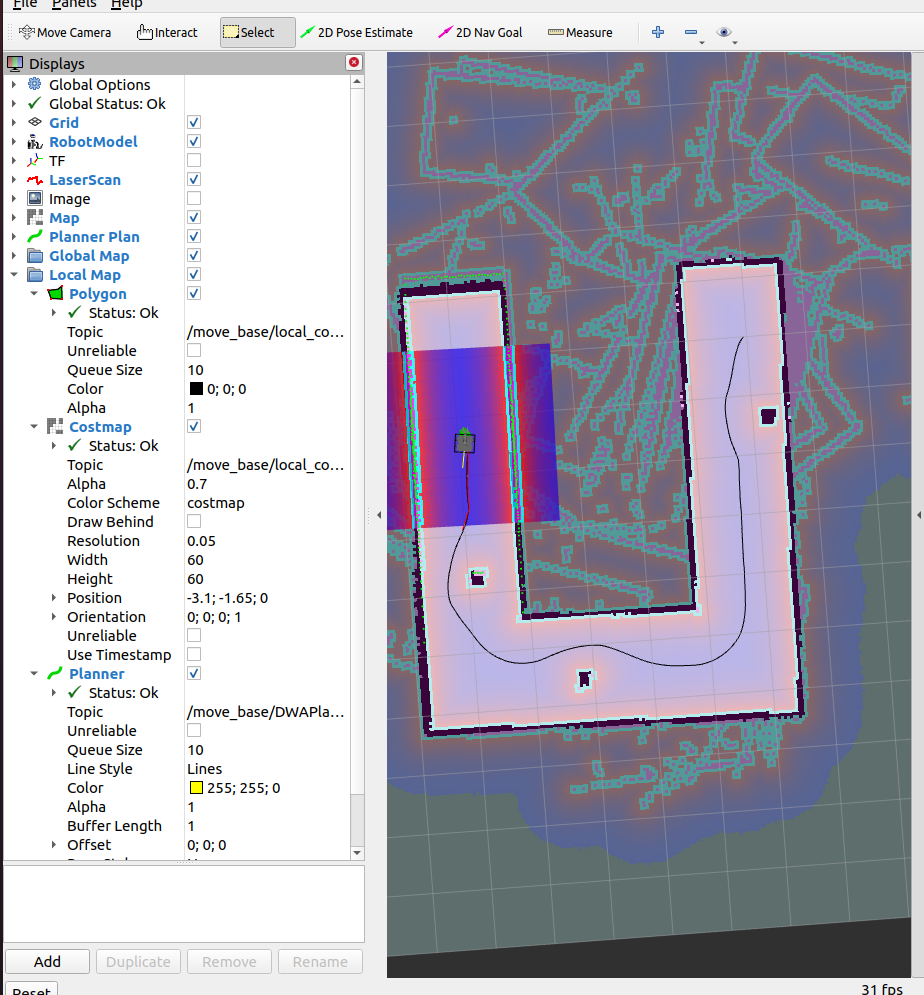 File Panels Help
Move Camera Interact Select 2D Pose Estimate 2D Nav Goal Measure
Displays
Global Options
Global Status: Ok
Grid
RobotModel
TF
LaserScan
Image
Map
Planner Plan
Global Map
Local Map
Polygon
Status: Ok
Topic /move_base/local_co...
Unreliable
Queue Size 10
Color 0; 0; 0
Alpha 1
Costmap
Status: Ok
Topic /move_base/local_co...
Alpha 0.7
Color Scheme costmap
Draw Behind
Resolution 0.05
Width 60
Height 60
Position -3.1; -1.65; 0
Orientation 0; 0; 0; 1
Unreliable
Use Timestamp
Planner
Status: Ok
Topic /move_base/DWAPla...
Unreliable
Queue Size 10
Line Style Lines
Color 255; 255; 0
Alpha 1
Buffer Length 1
Offset 0; 0; 0
Add Duplicate Remove Rename
Reset 31 fps